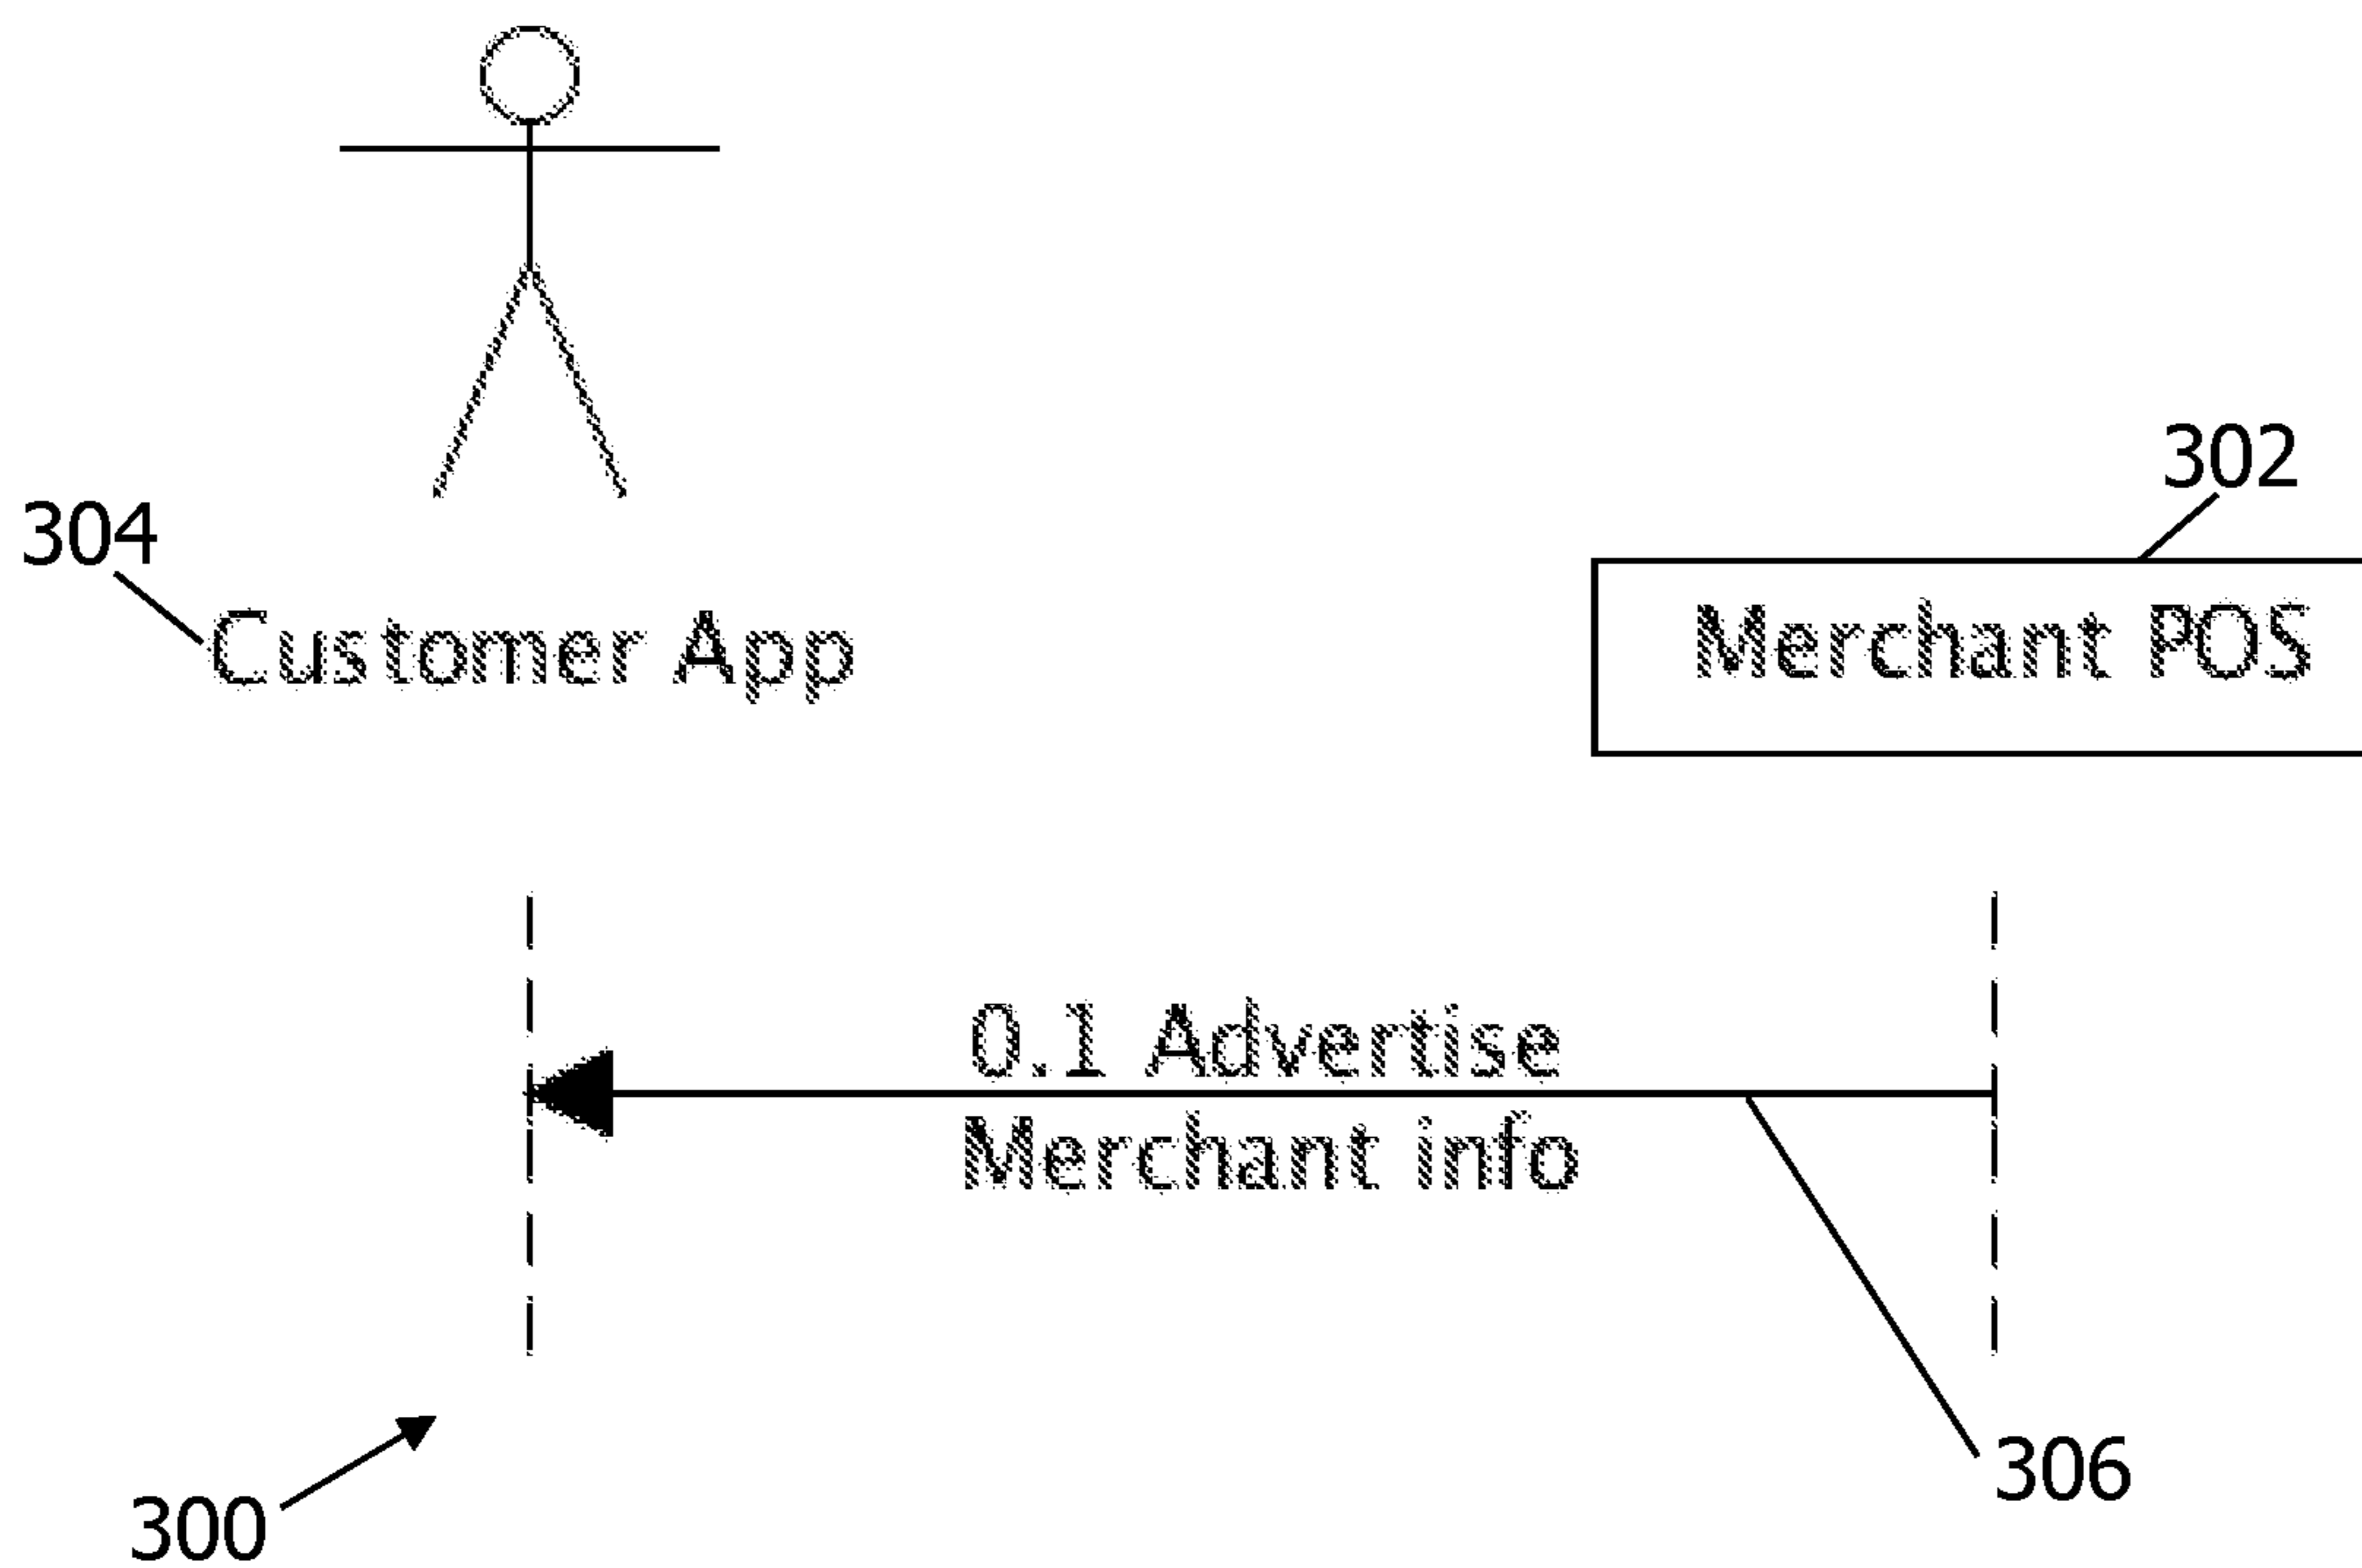 302
304
Customer App
Merchant POS
0.1 Advertise
Merchant info
306
300